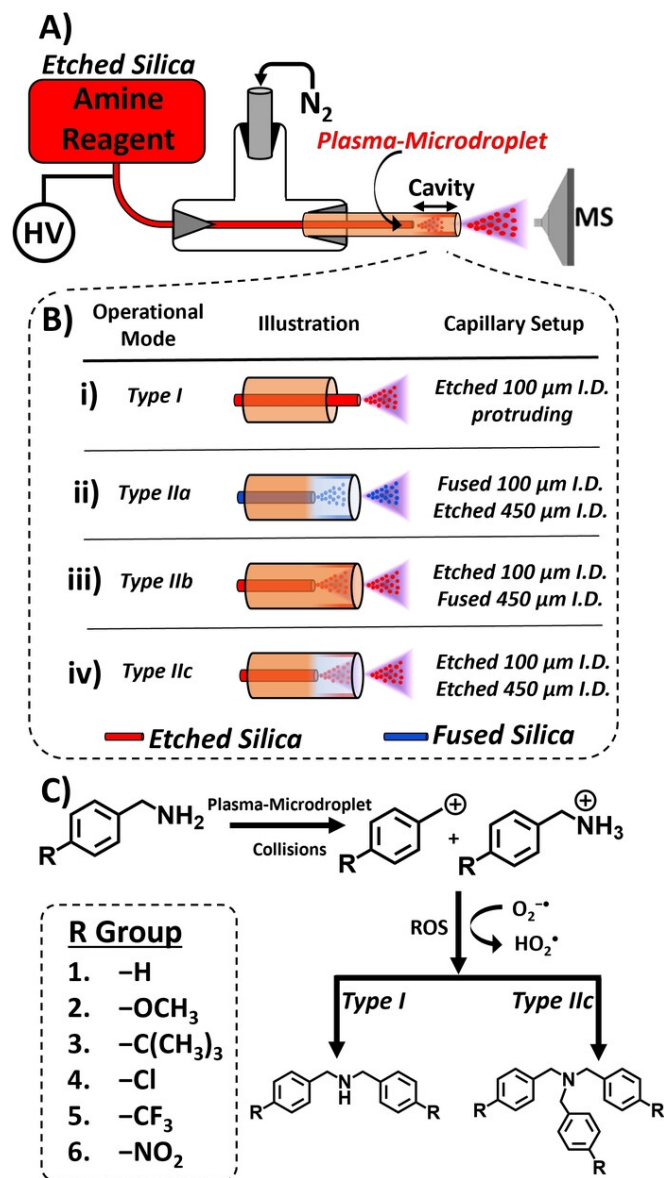 A)
Etched Silica
Amine
Reagent
HV
N₂
Plasma-Microdroplet
Cavity
MS
B)
Operational
Mode
Illustration
Capillary Setup
i)
Type I
Etched 100 µm I.D.
protruding
ii)
Type IIa
Fused 100 µm I.D.
Etched 450 µm I.D.
iii)
Type IIb
Etched 100 µm I.D.
Fused 450 µm I.D.
iv)
Type IIc
Etched 100 µm I.D.
Etched 450 µm I.D.
Etched Silica
Fused Silica
C)
NH₂
R
Plasma-Microdroplet
Collisions
⊕
R
+
⊕
NH₃
R
ROS
O₂⁻•
HO₂•
Type I
Type IIc
N
H
R
R
N
R
R
R
R Group
1. −H
2. −OCH₃
3. −C(CH₃)₃
4. −Cl
5. −CF₃
6. −NO₂